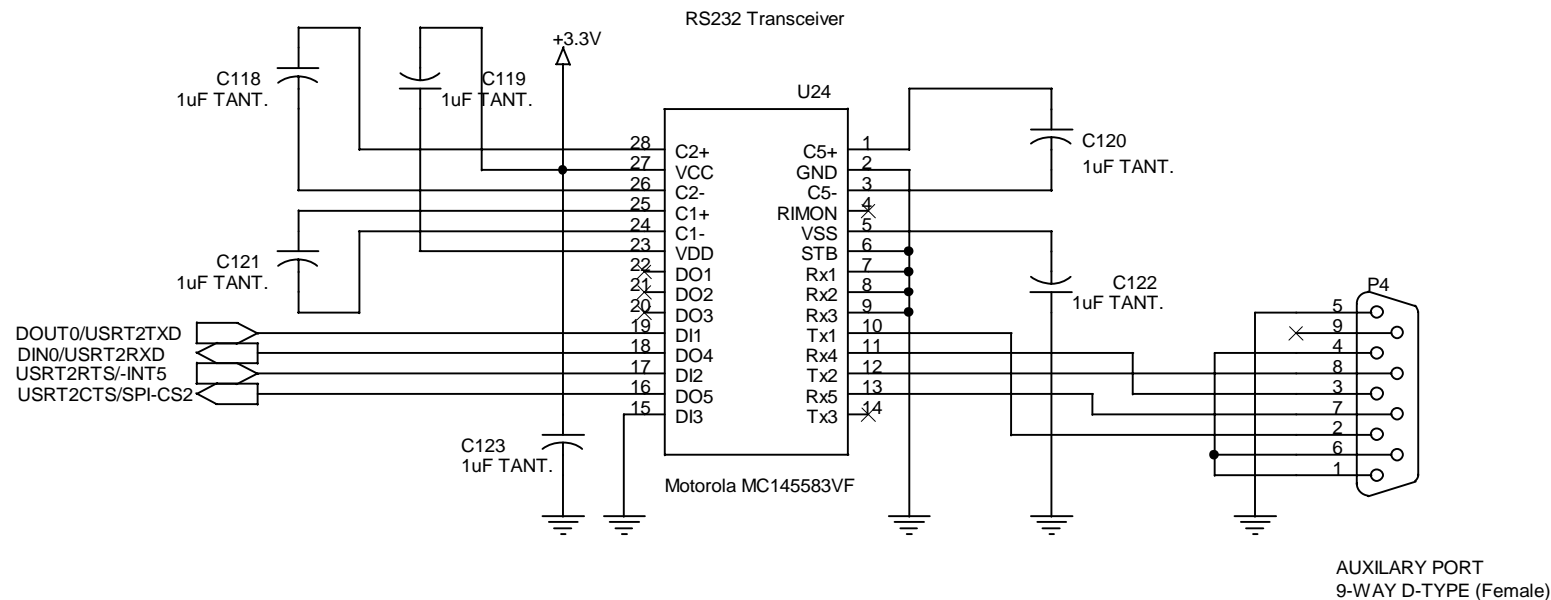 RS232 Transceiver
+3.3V
C118
1uF TANT.
C119
1uF TANT.
U24
C120
1uF TANT.
28 C2+ C5+ 1
27 VCC GND 2
26 C2- C5- 3
25 C1+ RIMON 4
24 C1- VSS 5
23 VDD STB 6
22 DO1 Rx1 7
21 DO2 Rx2 8
20 DO3 Rx3 9
19 DI1 Tx1 10
18 DO4 Rx4 11
17 DI2 Tx2 12
16 DO5 Rx5 13
15 DI3 Tx3 14
C121
1uF TANT.
C122
1uF TANT.
P4
5
9
4
8
3
7
2
6
1
DOUT0/USRT2TXD
DIN0/USRT2RXD
USRT2RTS/-INT5
USRT2CTS/SPI-CS2
C123
1uF TANT.
Motorola MC145583VF
AUXILARY PORT
9-WAY D-TYPE (Female)